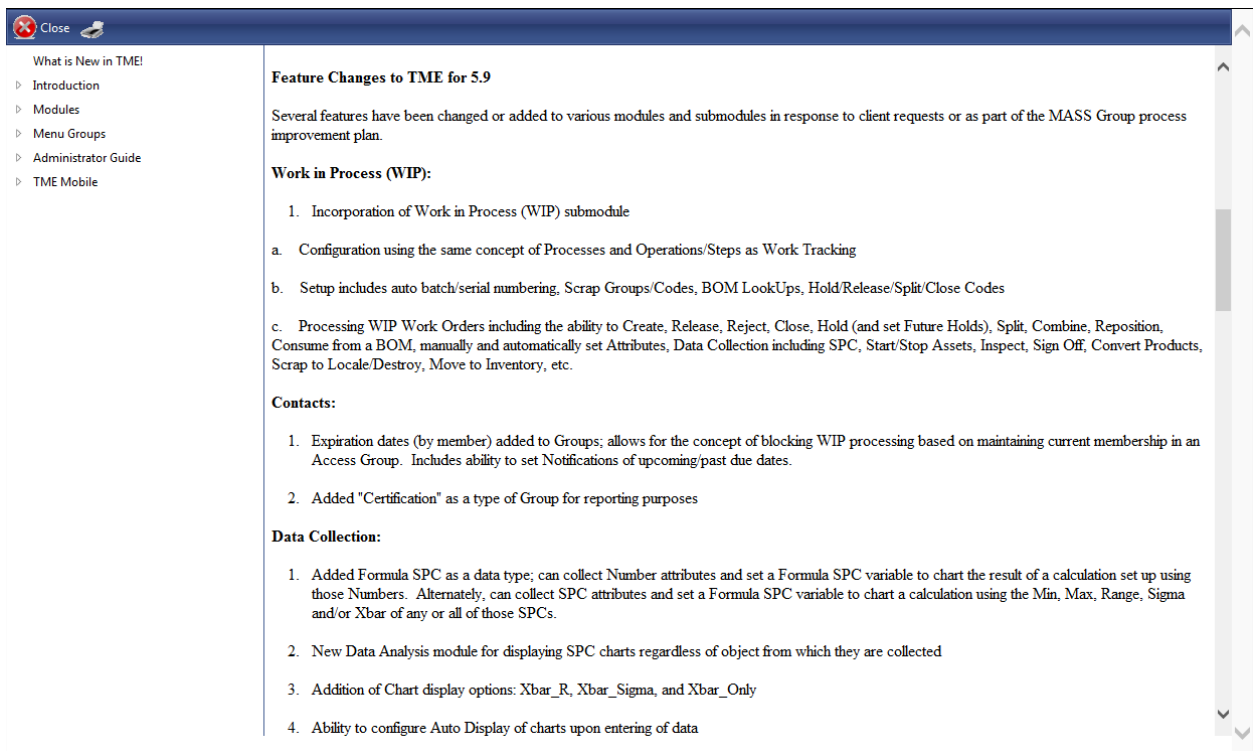 Close
What is New in TME!
Introduction
Modules
Menu Groups
Administrator Guide
TME Mobile
Feature Changes to TME for 5.9
Several features have been changed or added to various modules and submodules in response to client requests or as part of the MASS Group process
improvement plan.
Work in Process (WIP):
1. Incorporation of Work in Process (WIP) submodule
a. Configuration using the same concept of Processes and Operations/Steps as Work Tracking
b. Setup includes auto batch/serial numbering, Scrap Groups/Codes, BOM LookUps, Hold/Release/Split/Close Codes
c. Processing WIP Work Orders including the ability to Create, Release, Reject, Close, Hold (and set Future Holds), Split, Combine, Reposition,
Consume from a BOM, manually and automatically set Attributes, Data Collection including SPC, Start/Stop Assets, Inspect, Sign Off, Convert Products,
Scrap to Locale/Destroy, Move to Inventory, etc.
Contacts:
1. Expiration dates (by member) added to Groups; allows for the concept of blocking WIP processing based on maintaining current membership in an
Access Group. Includes ability to set Notifications of upcoming/past due dates.
2. Added "Certification" as a type of Group for reporting purposes
Data Collection:
1. Added Formula SPC as a data type; can collect Number attributes and set a Formula SPC variable to chart the result of a calculation set up using
those Numbers. Alternately, can collect SPC attributes and set a Formula SPC variable to chart a calculation using the Min, Max, Range, Sigma
and/or Xbar of any or all of those SPCs.
2. New Data Analysis module for displaying SPC charts regardless of object from which they are collected
3. Addition of Chart display options: Xbar_R, Xbar_Sigma, and Xbar_Only
4. Ability to configure Auto Display of charts upon entering of data